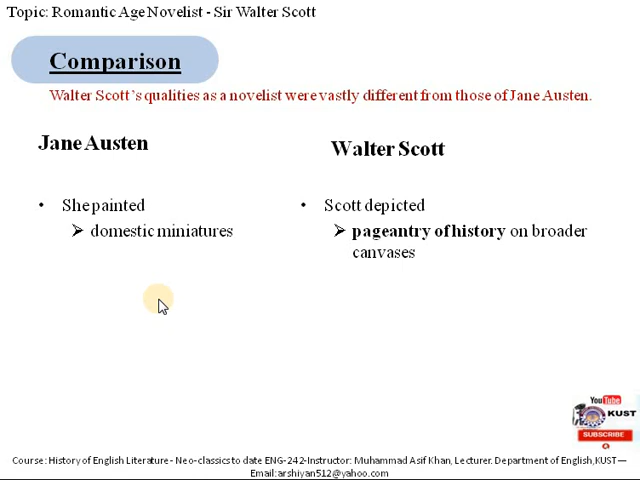 Topic: Romantic Age Novelist - Sir Walter Scott
Comparison
Walter Scott's qualities as a novelist were vastly different from those of Jane Austen.
Jane Austen
• She painted
➢ domestic miniatures
Walter Scott
• Scott depicted
➢ pageantry of history on broader
canvases
YouTube
KUST
SUBSCRIBE
Course: History of English Literature - Neo-classics to date ENG-242-Instructor: Muhammad Asif Khan, Lecturer. Department of English,KUST—
Email:arshiyan512@yahoo.com